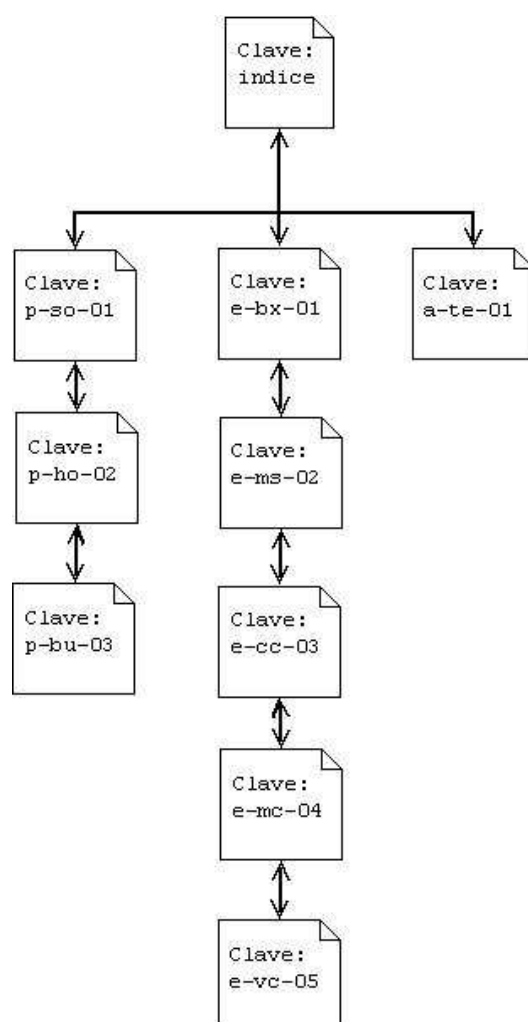 Clave:
indice
Clave:
p-so-01
Clave:
e-bx-01
Clave:
a-te-01
Clave:
p-ho-02
Clave:
e-ms-02
Clave:
p-bu-03
Clave:
e-cc-03
Clave:
e-mc-04
Clave:
e-vc-05